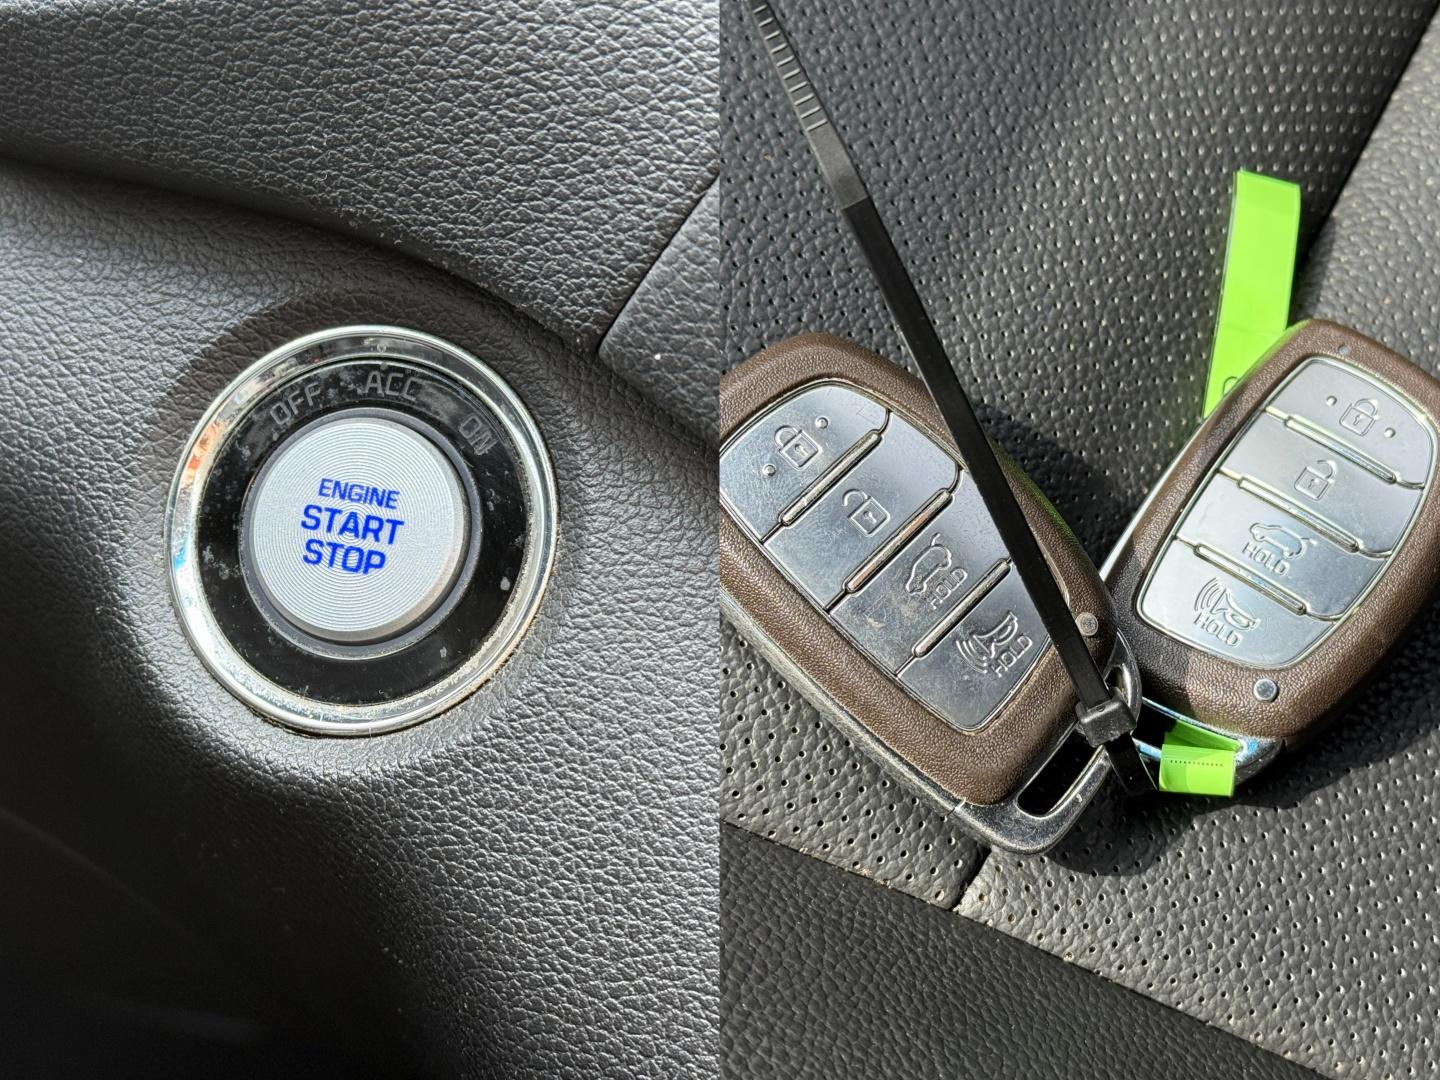 OFF ACC ON
ENGINE
START
STOP
HOLD
HOLD
HOLD
HOLD